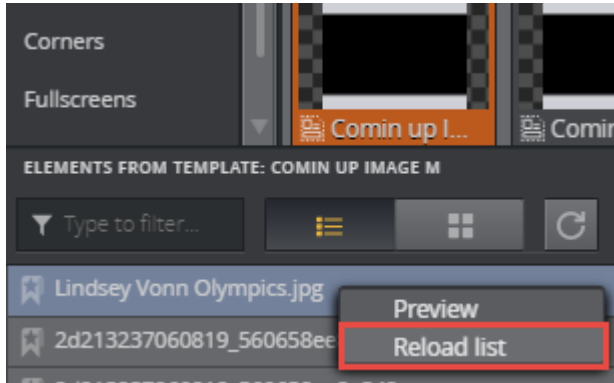 Corners
Fullscreens
Comin up I...
Comin
ELEMENTS FROM TEMPLATE: COMIN UP IMAGE M
Type to filter...
Lindsey Vonn Olympics.jpg
Preview
2d213237060819_560658ee
Reload list